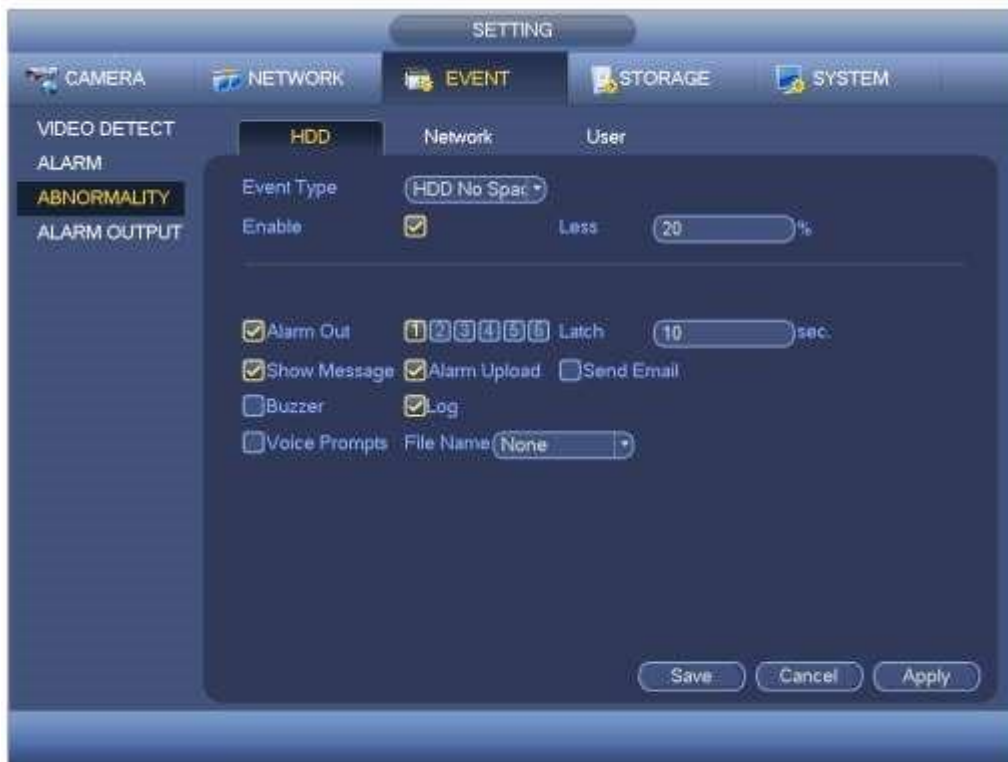 SETTING
CAMERA NETWORK EVENT STORAGE SYSTEM
VIDEO DETECT
ALARM
ABNORMALITY
ALARM OUTPUT
HDD Network User
Event Type HDD No Spac
Enable Less 20 %
Alarm Out 1 2 3 4 5 6 Latch 10 sec.
Show Message Alarm Upload Send Email
Buzzer Log
Voice Prompts File Name None
Save Cancel Apply